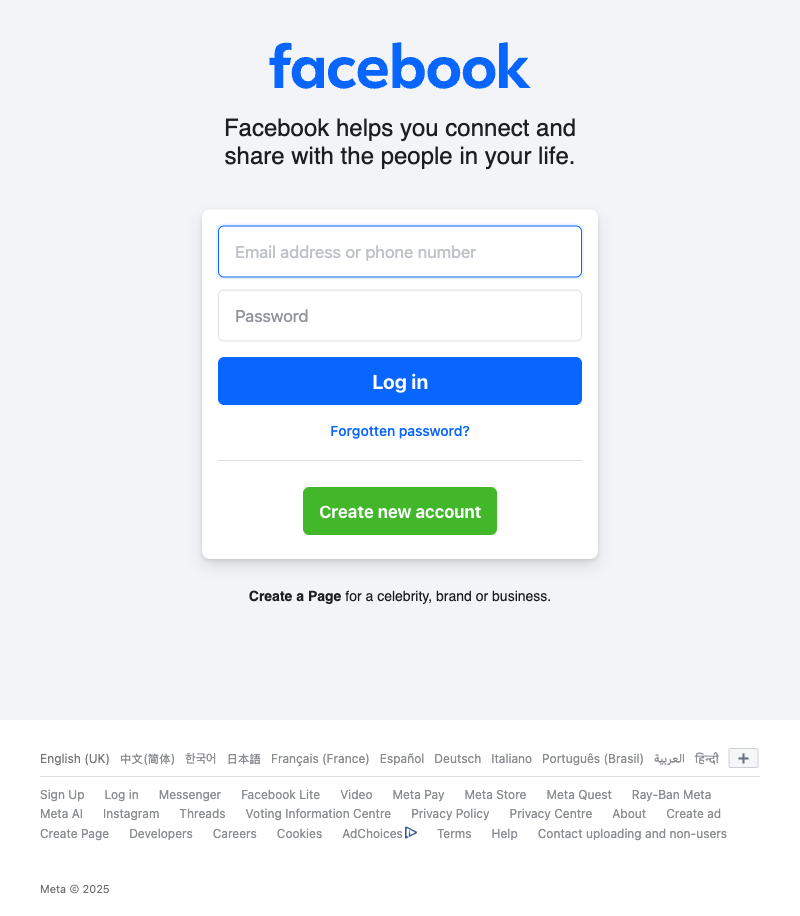 facebook
Facebook helps you connect and
share with the people in your life.
Email address or phone number
Password
Log in
Forgotten password?
Create new account
Create a Page for a celebrity, brand or business.
English (UK) 中文(简体) 한국어 日本語 Français (France) Español Deutsch Italiano Português (Brasil) العربية हिन्दी
Sign Up Log in Messenger Facebook Lite Video Meta Pay Meta Store Meta Quest Ray-Ban Meta
Meta AI Instagram Threads Voting Information Centre Privacy Policy Privacy Centre About Create ad
Create Page Developers Careers Cookies AdChoices Terms Help Contact uploading and non-users
Meta © 2025